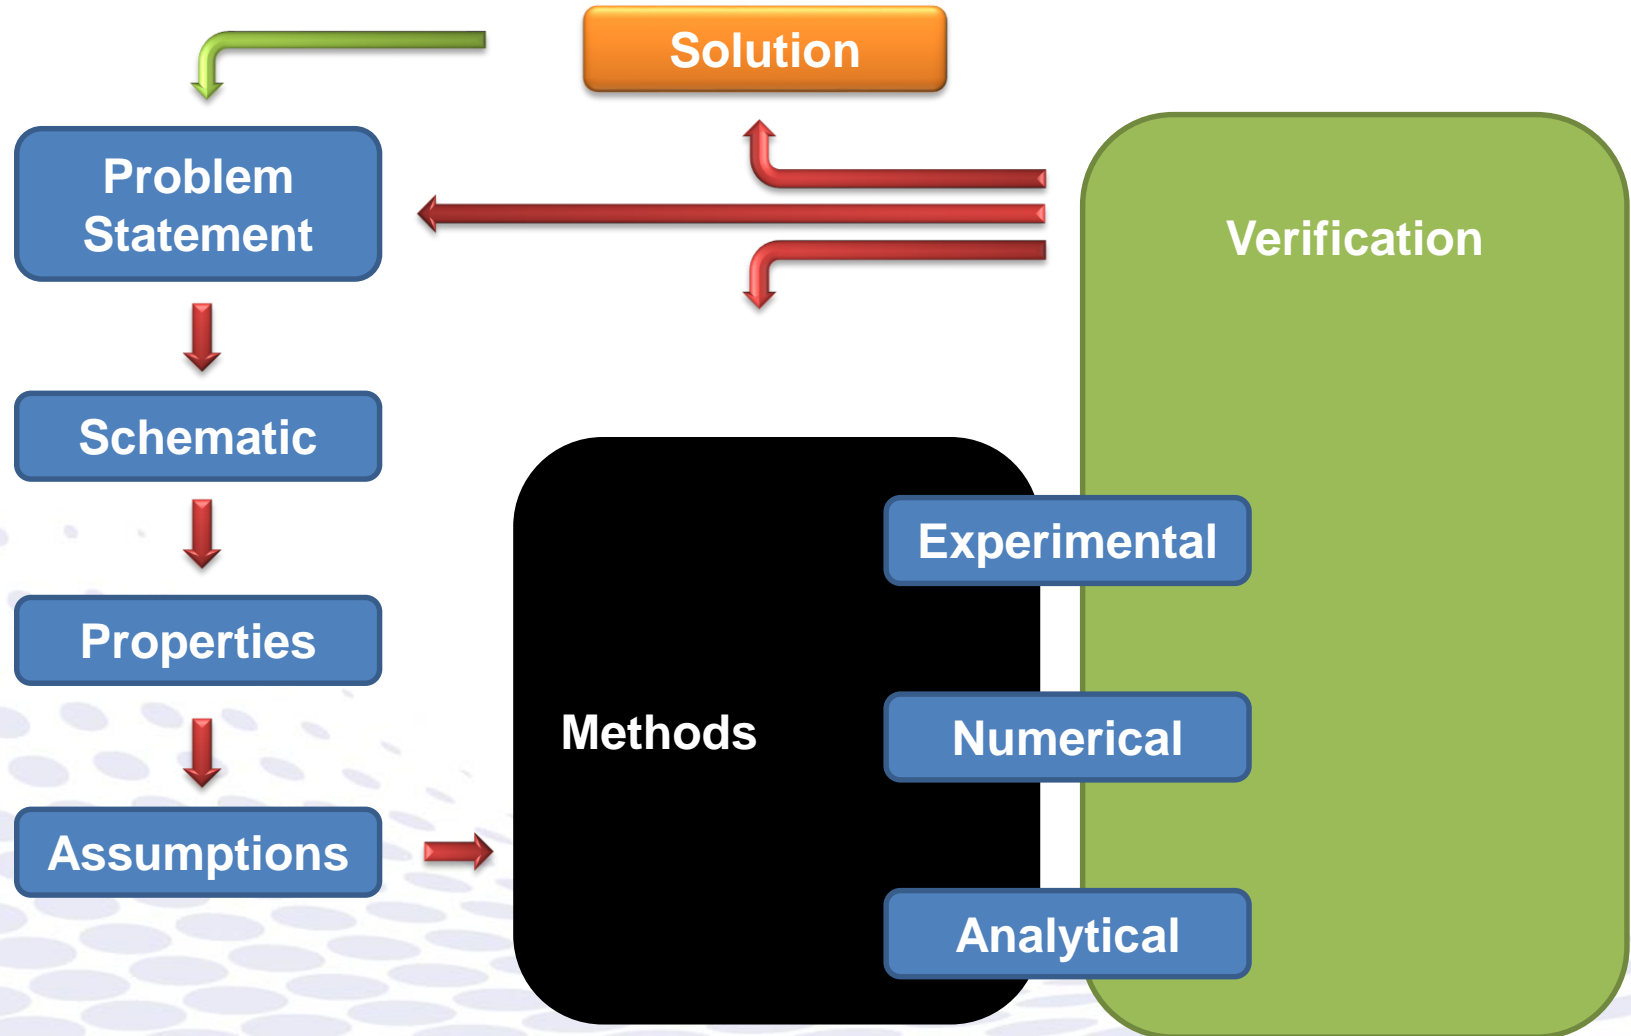 Solution
Problem
Statement
Verification
Schematic
Experimental
Properties
Methods
Numerical
Assumptions
Analytical